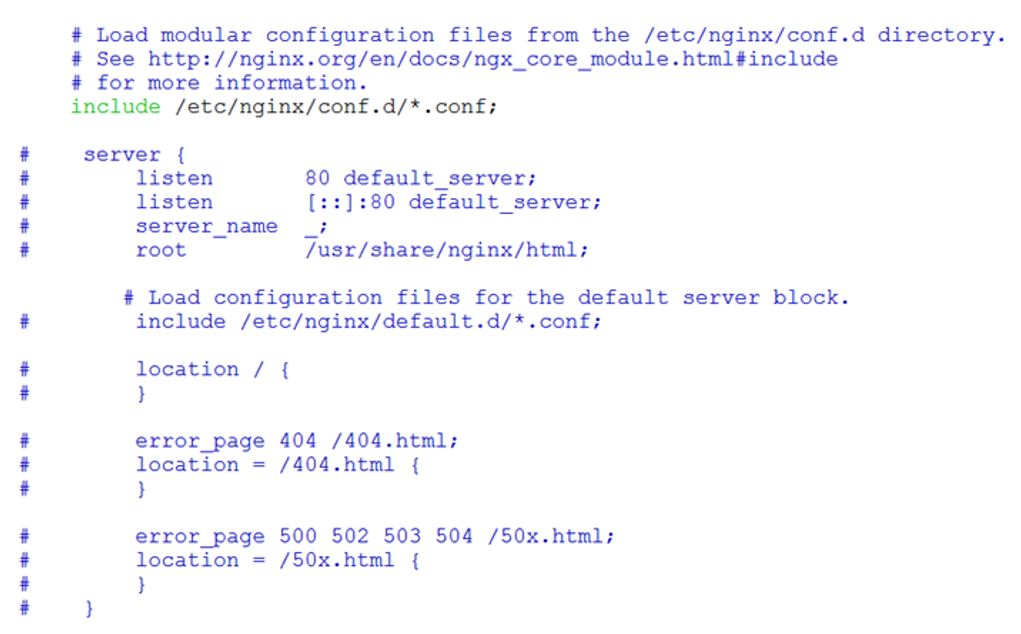 # Load modular configuration files from the /etc/nginx/conf.d directory.
# See http://nginx.org/en/docs/ngx_core_module.html#include
# for more information.
include /etc/nginx/conf.d/*.conf;
#    server {
#        listen       80 default_server;
#        listen       [::]:80 default_server;
#        server_name  _;
#        root         /usr/share/nginx/html;
# Load configuration files for the default server block.
#        include /etc/nginx/default.d/*.conf;
#        location / {
#        }
#        error_page 404 /404.html;
#        location = /404.html {
#        }
#        error_page 500 502 503 504 /50x.html;
#        location = /50x.html {
#        }
#    }